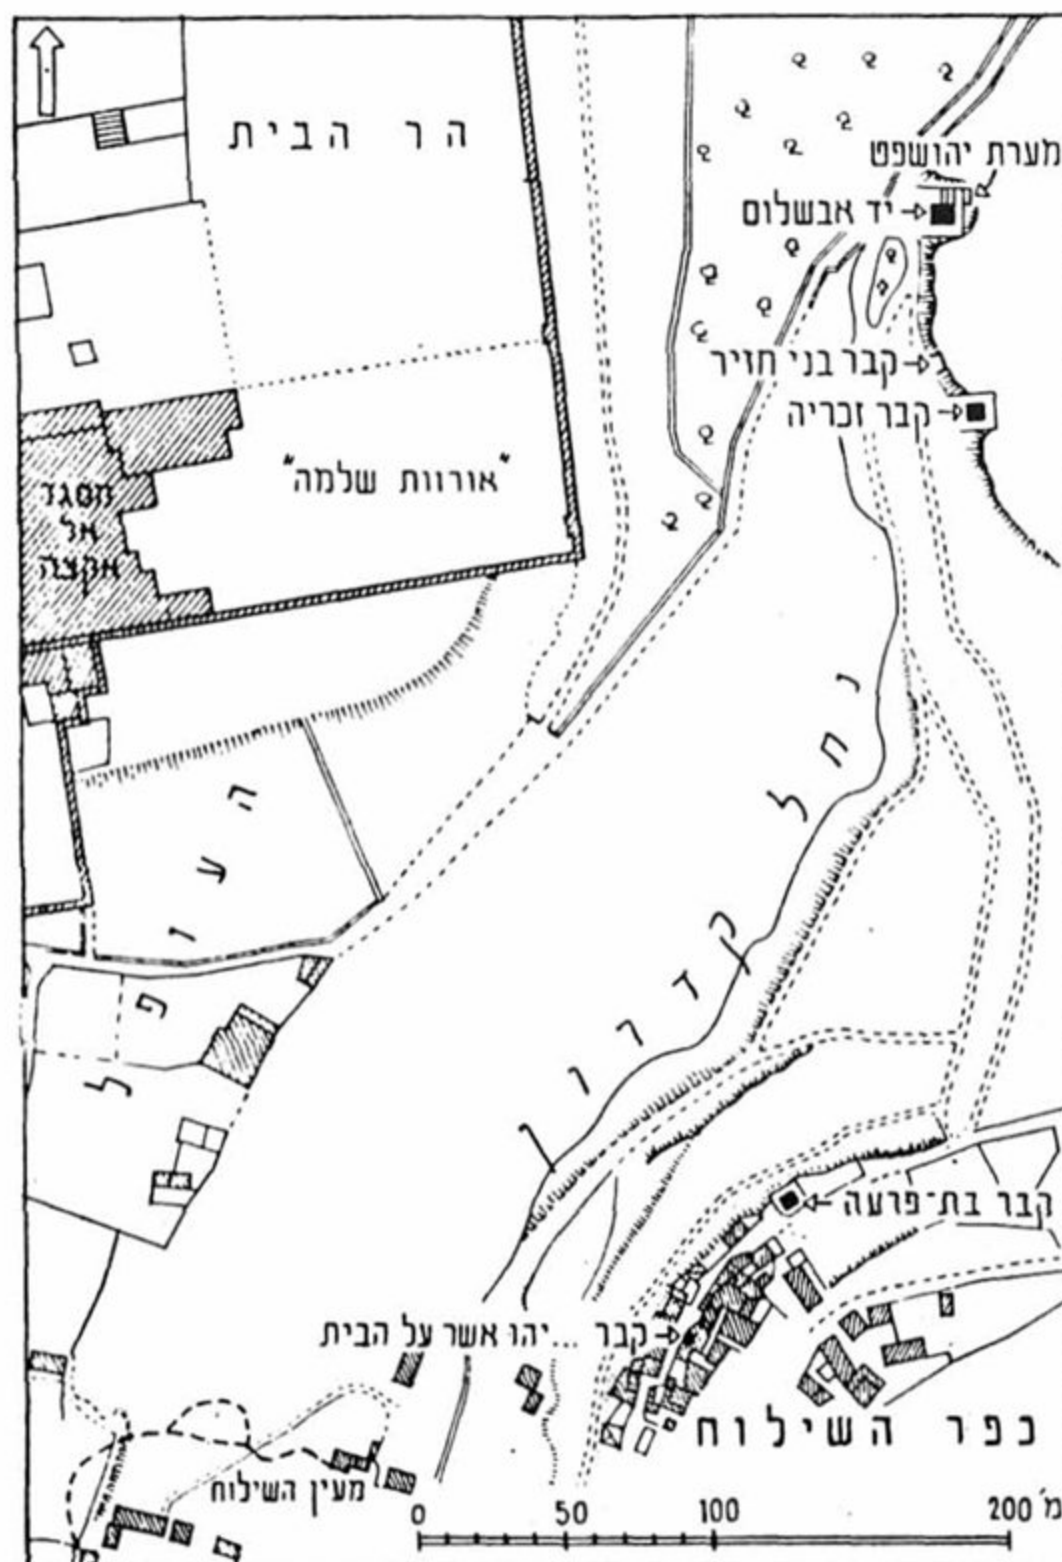 הר הבית
מערת יהושפט
יד אבשלום
קבר בני חזיר
קבר זכריה
"אורוות שלמה"
מסגד
אל
אקצה
נחל קדרון
העופל
קבר בת-פרעה
קבר ...יהו אשר על הבית
כפר השילוח
מעין השילוח
0 50 100 200 מ'